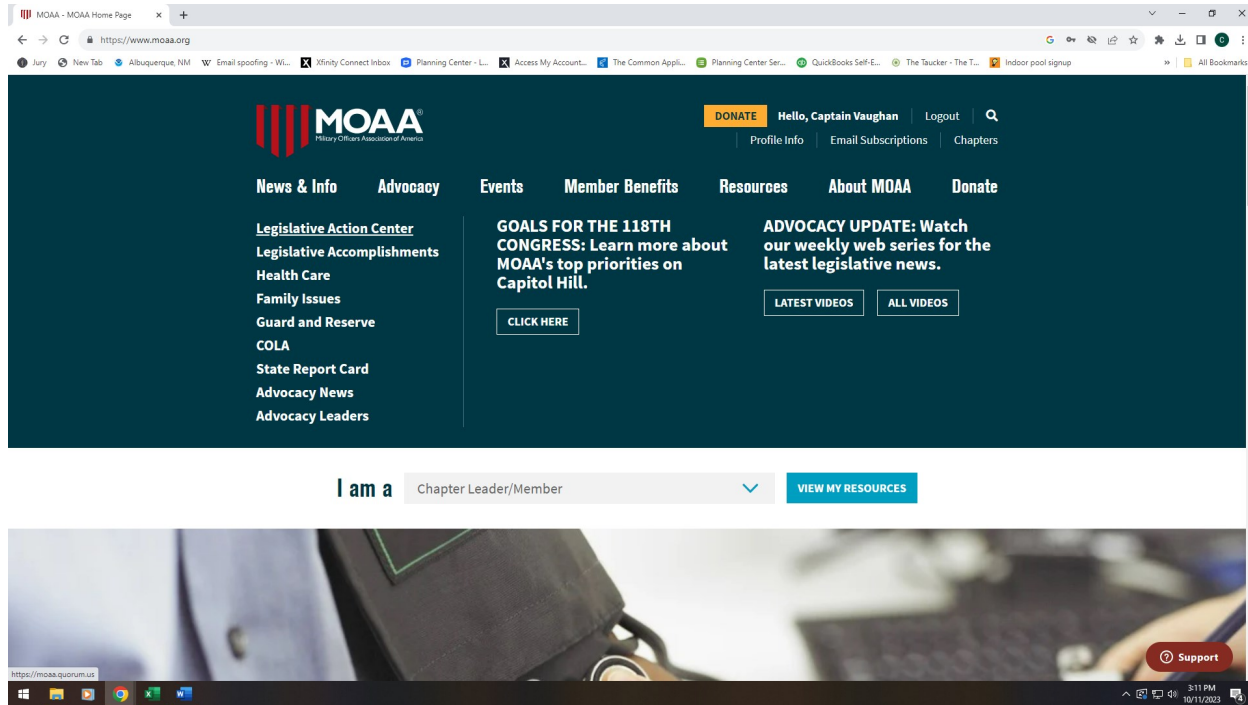 MOAA - MOAA Home Page
https://www.moaa.org
Jury New Tab Albuquerque, NM Email spoofing - Wi... Xfinity Connect Inbox Planning Center - L... Access My Account... The Common Appli... Planning Center Ser... QuickBooks Self-E... The Taucker - The T... Indoor pool signup » All Bookmarks
MOAA®
Military Officers Association of America
DONATE Hello, Captain Vaughan Logout
Profile Info Email Subscriptions Chapters
News & Info Advocacy Events Member Benefits Resources About MOAA Donate
Legislative Action Center
Legislative Accomplishments
Health Care
Family Issues
Guard and Reserve
COLA
State Report Card
Advocacy News
Advocacy Leaders
GOALS FOR THE 118TH
CONGRESS: Learn more about
MOAA's top priorities on
Capitol Hill.
CLICK HERE
ADVOCACY UPDATE: Watch
our weekly web series for the
latest legislative news.
LATEST VIDEOS ALL VIDEOS
I am a Chapter Leader/Member VIEW MY RESOURCES
Support
https://moaa.quorum.us
3:11 PM
10/11/2023